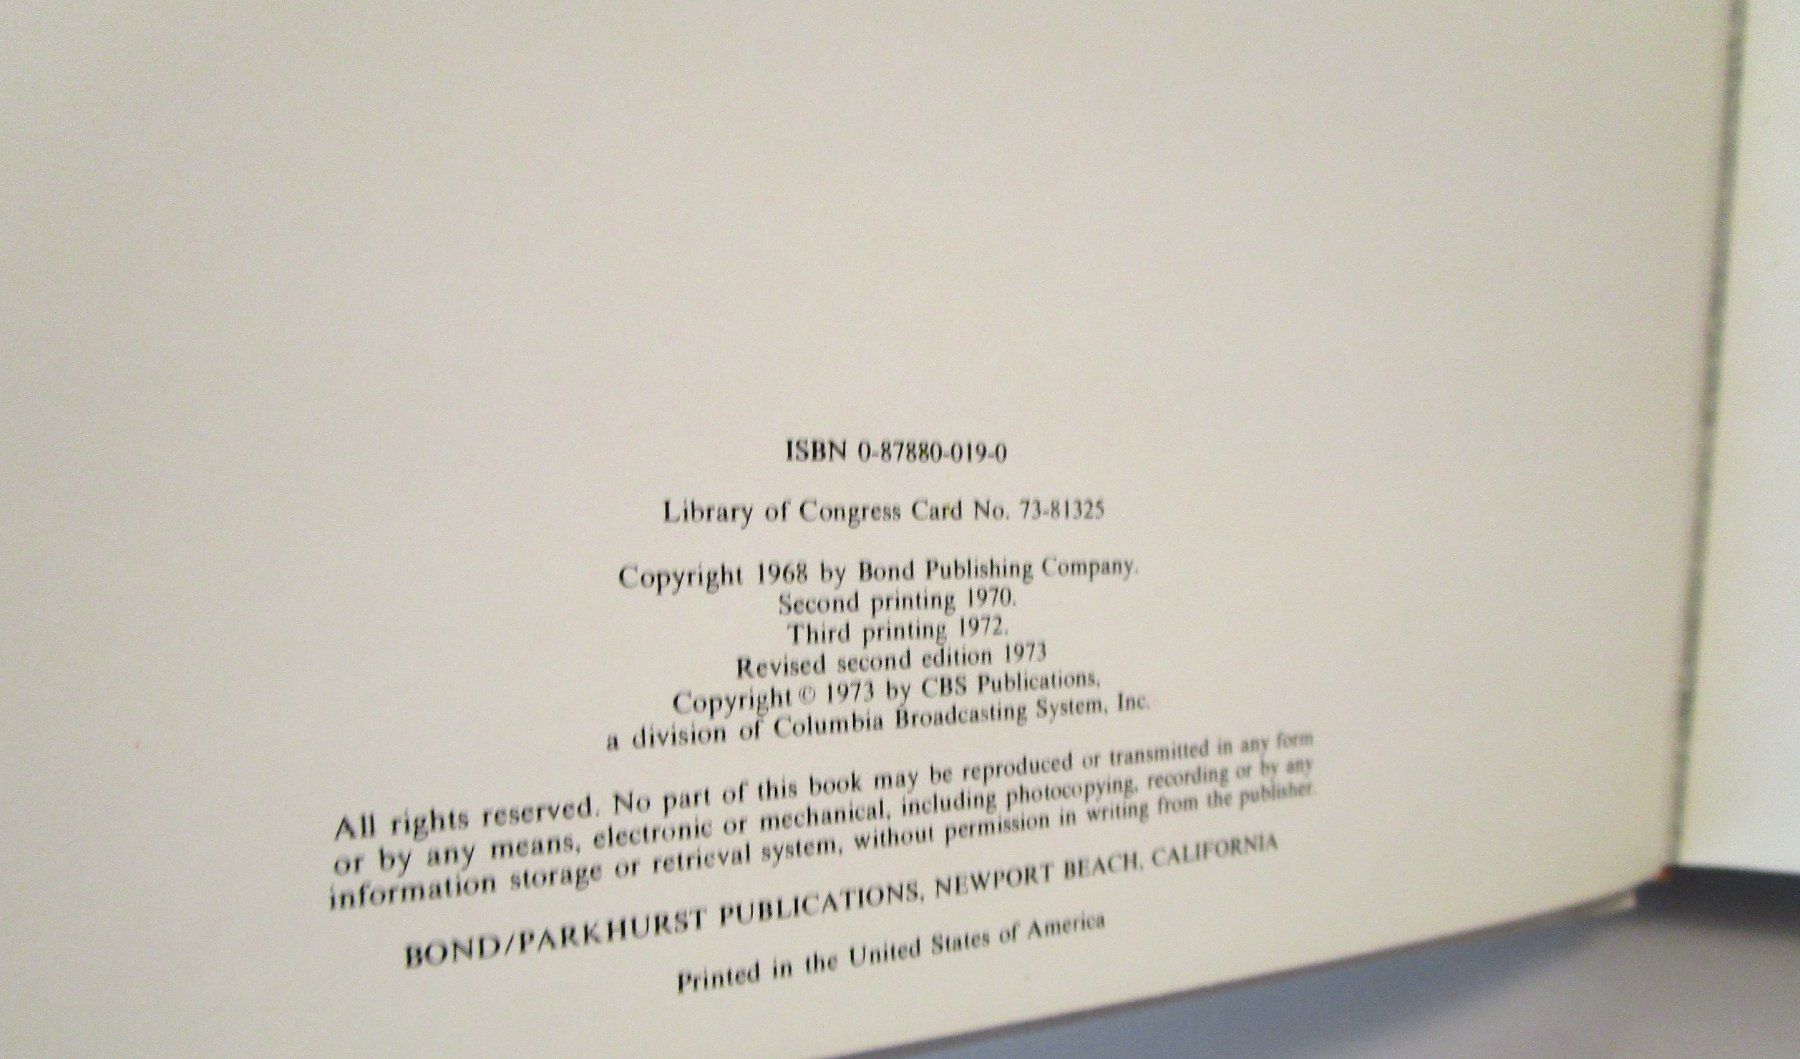 ISBN 0-87880-019-0
Library of Congress Card No. 73-81325
Copyright 1968 by Bond Publishing Company.
Second printing 1970.
Third printing 1972.
Revised second edition 1973
Copyright © 1973 by CBS Publications,
a division of Columbia Broadcasting System, Inc.
All rights reserved. No part of this book may be reproduced or transmitted in any form
or by any means, electronic or mechanical, including photocopying, recording or by any
information storage or retrieval system, without permission in writing from the publisher.
BOND/PARKHURST PUBLICATIONS, NEWPORT BEACH, CALIFORNIA
Printed in the United States of America